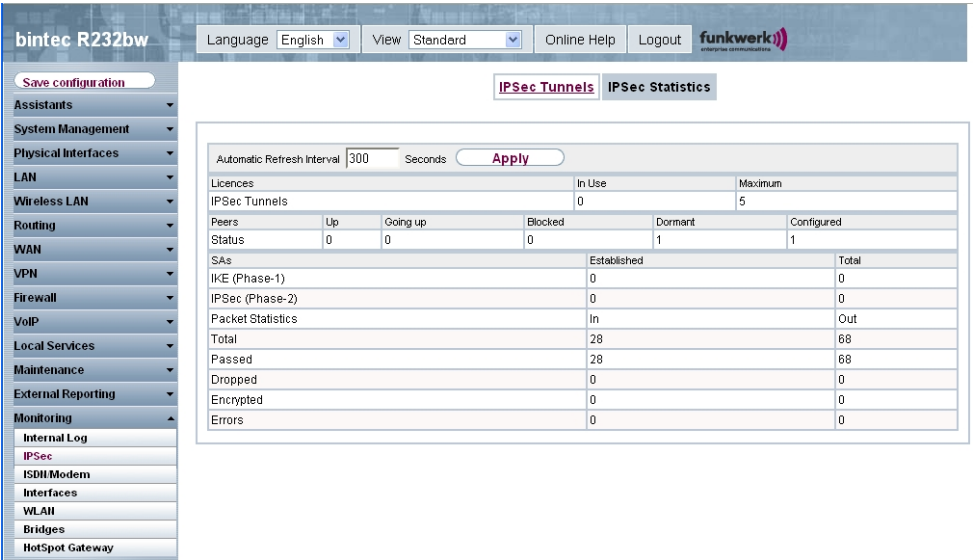 bintec R232bw
Language English View Standard Online Help Logout funkwerk
enterprise communications
Save configuration
Assistants
System Management
Physical Interfaces
LAN
Wireless LAN
Routing
WAN
VPN
Firewall
VoIP
Local Services
Maintenance
External Reporting
Monitoring
Internal Log
IPSec
ISDN/Modem
Interfaces
WLAN
Bridges
HotSpot Gateway
IPSec Tunnels IPSec Statistics
Automatic Refresh Interval 300 Seconds Apply
Licences In Use Maximum
IPSec Tunnels 0 5
Peers Up Going up Blocked Dormant Configured
Status 0 0 0 1 1
SAs Established Total
IKE (Phase-1) 0 0
IPSec (Phase-2) 0 0
Packet Statistics In Out
Total 28 68
Passed 28 68
Dropped 0 0
Encrypted 0 0
Errors 0 0